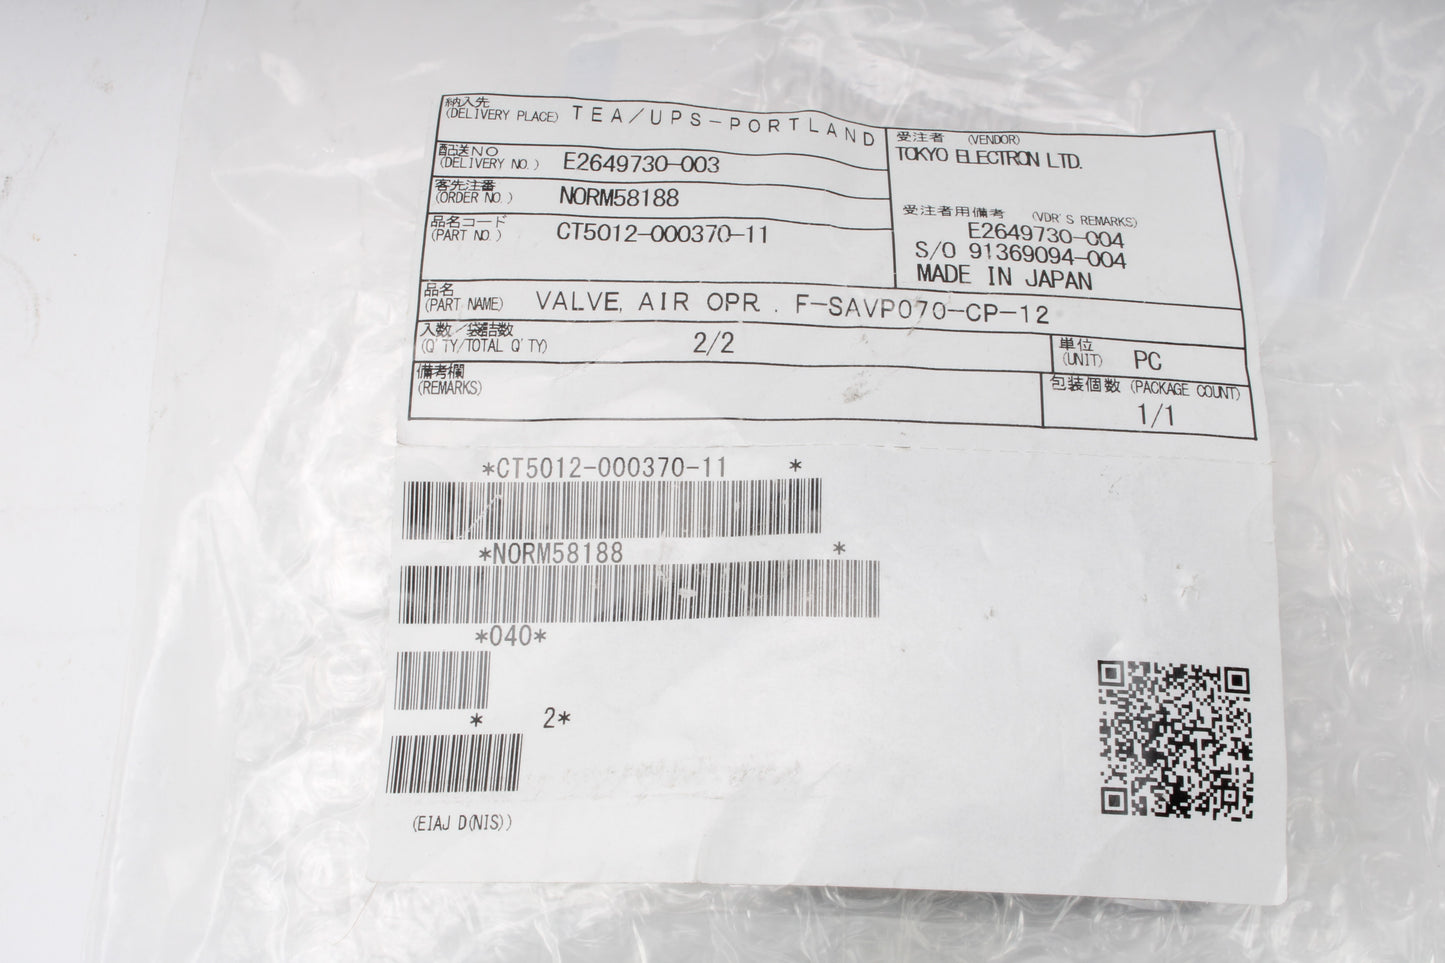 納入先
(DELIVERY PLACE) TEA/UPS-PORTLAND
配送NO
(DELIVERY NO.) E2649730-003
客先注番
(ORDER NO.) NORM58188
品名コード
(PART NO.) CT5012-000370-11
受注者 (VENDOR)
TOKYO ELECTRON LTD.
受注者用備考 (VDR'S REMARKS)
E2649730-004
S/O 91369094-004
MADE IN JAPAN
品名
(PART NAME) VALVE, AIR OPR. F-SAVP070-CP-12
入数/袋詰数
(Q'TY/TOTAL Q'TY) 2/2
単位
(UNIT) PC
備考欄
(REMARKS)
包装個数 (PACKAGE COUNT)
1/1
*CT5012-000370-11 *
*NORM58188 *
*040*
* 2*
(EIAJ D(NIS))